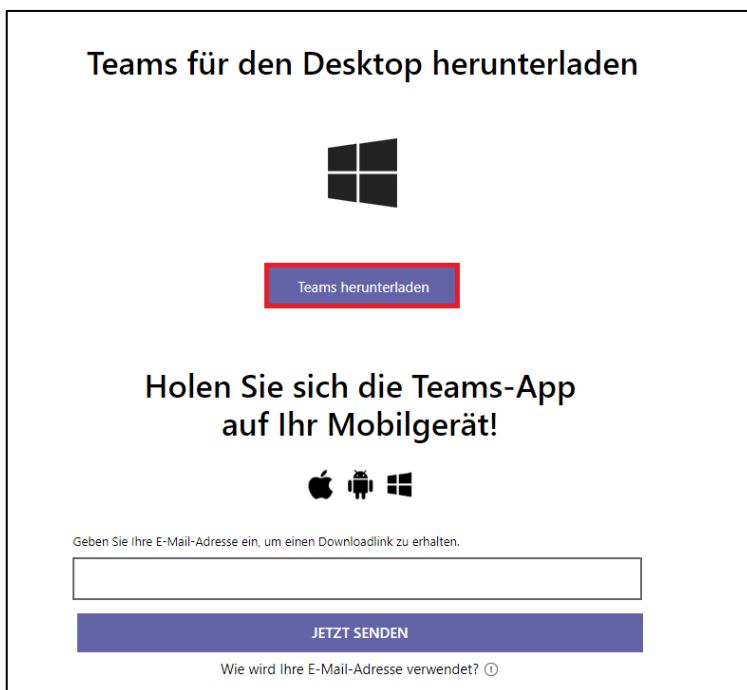 Teams für den Desktop herunterladen
Teams herunterladen
Holen Sie sich die Teams-App
auf Ihr Mobilgerät!
Geben Sie Ihre E-Mail-Adresse ein, um einen Downloadlink zu erhalten.
JETZT SENDEN
Wie wird Ihre E-Mail-Adresse verwendet?